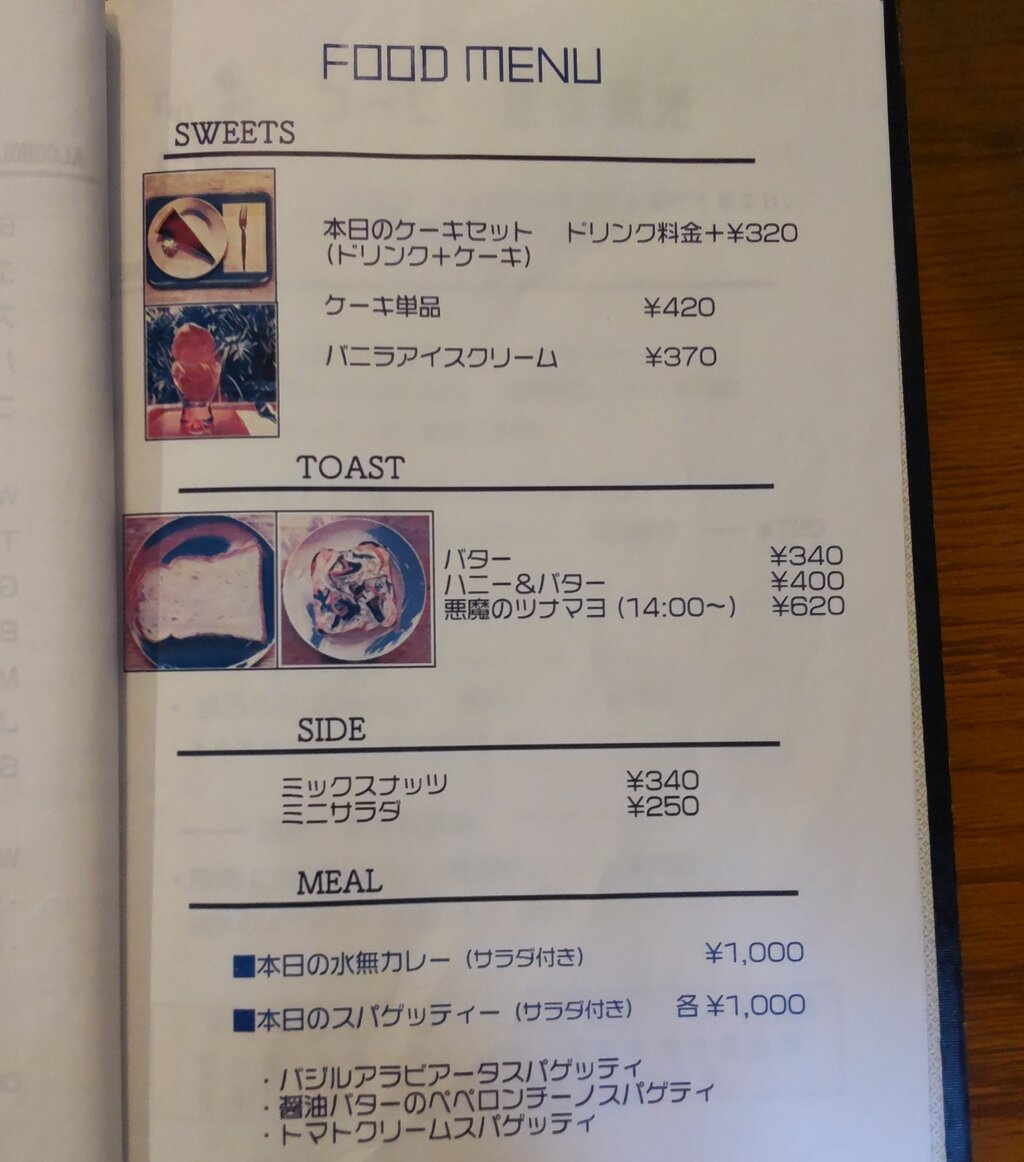 FOOD MENU
SWEETS
本日のケーキセット ドリンク料金+¥320
(ドリンク+ケーキ)
ケーキ単品 ¥420
バニラアイスクリーム ¥370
TOAST
バター ¥340
ハニー&バター ¥400
悪魔のツナマヨ (14:00~) ¥620
SIDE
ミックスナッツ ¥340
ミニサラダ ¥250
MEAL
■本日の水無カレー (サラダ付き) ¥1,000
■本日のスパゲッティー (サラダ付き) 各 ¥1,000
・バジルアラビアータスパゲッティ
・醤油バターのペペロンチーノスパゲティ
・トマトクリームスパゲッティ